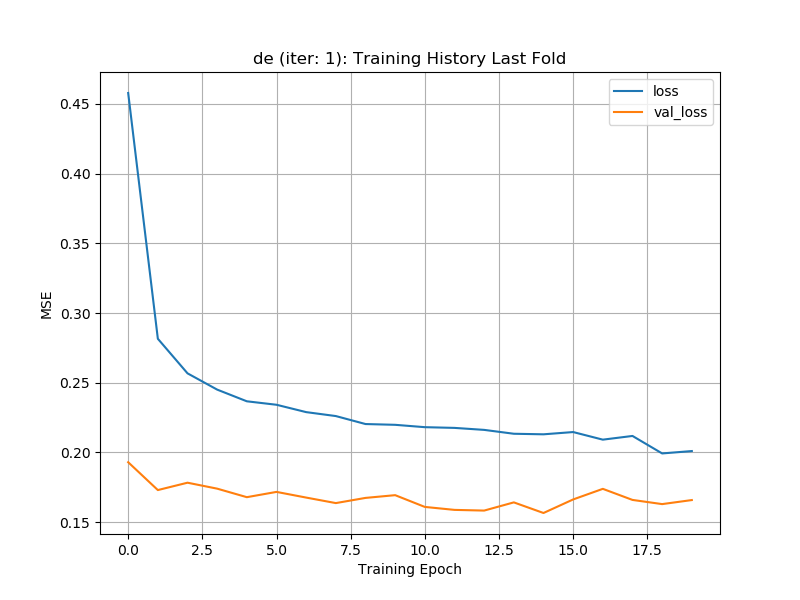 de (iter: 1): Training History Last Fold
loss
val_loss
0.45
0.40
0.35
0.30
0.25
0.20
0.15
MSE
0.0 2.5 5.0 7.5 10.0 12.5 15.0 17.5
Training Epoch